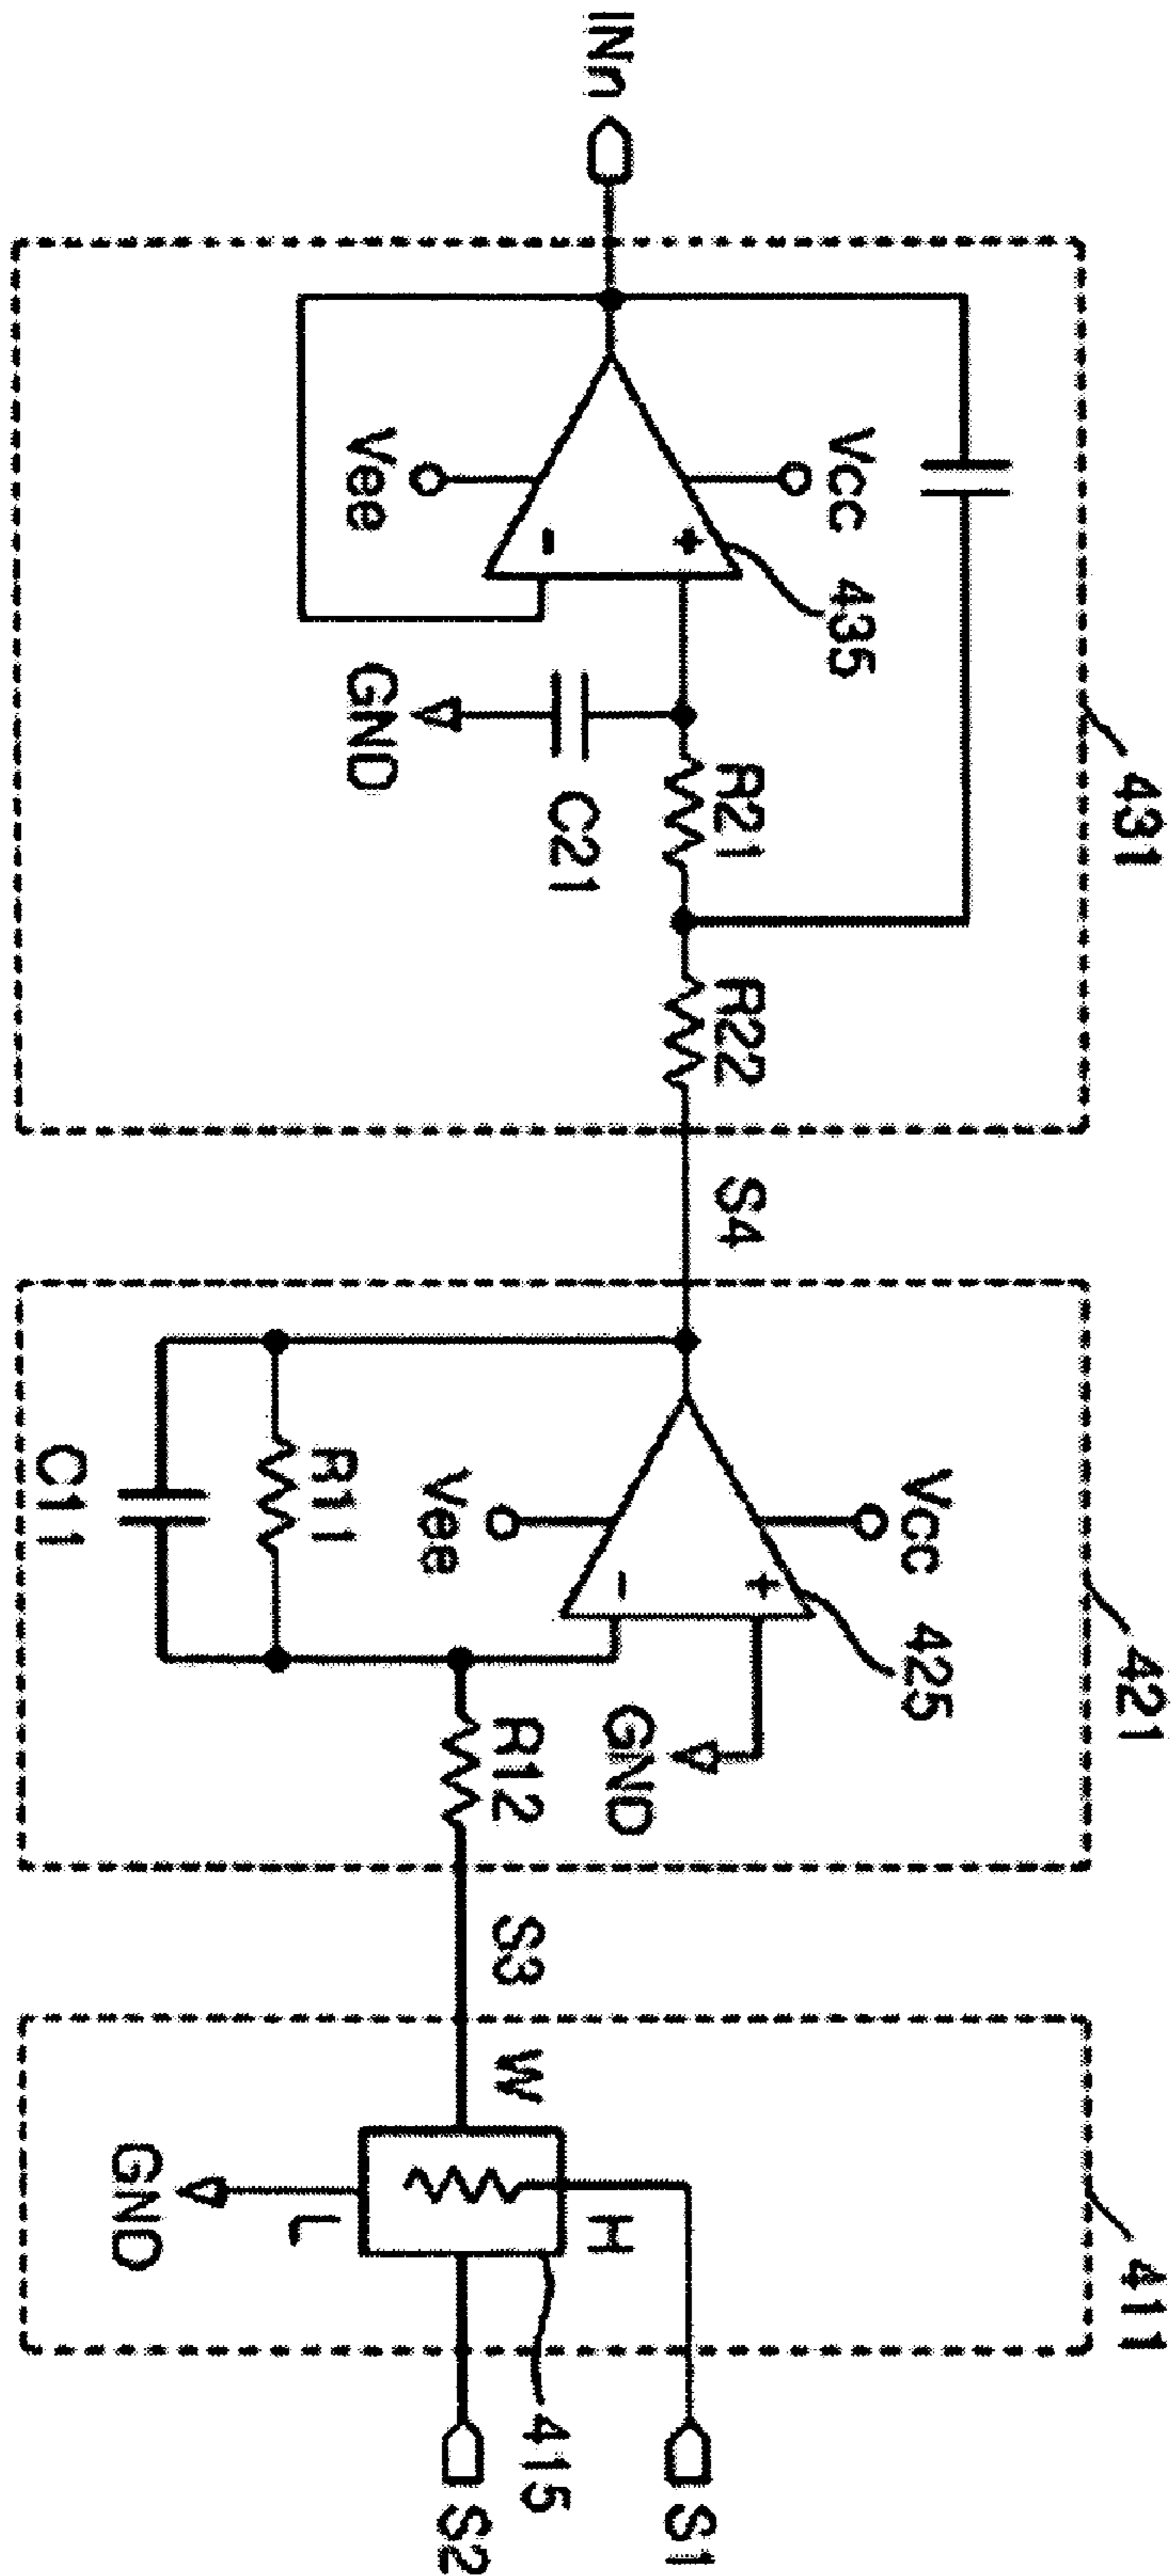 431
421
411
Vcc
435
Vcc
425
INn
R21
R22
S4
+
-
+
-
H
S1
Vee
C21
Vee
GND
R12
S3
W
415
GND
R11
L
S2
C11
GND